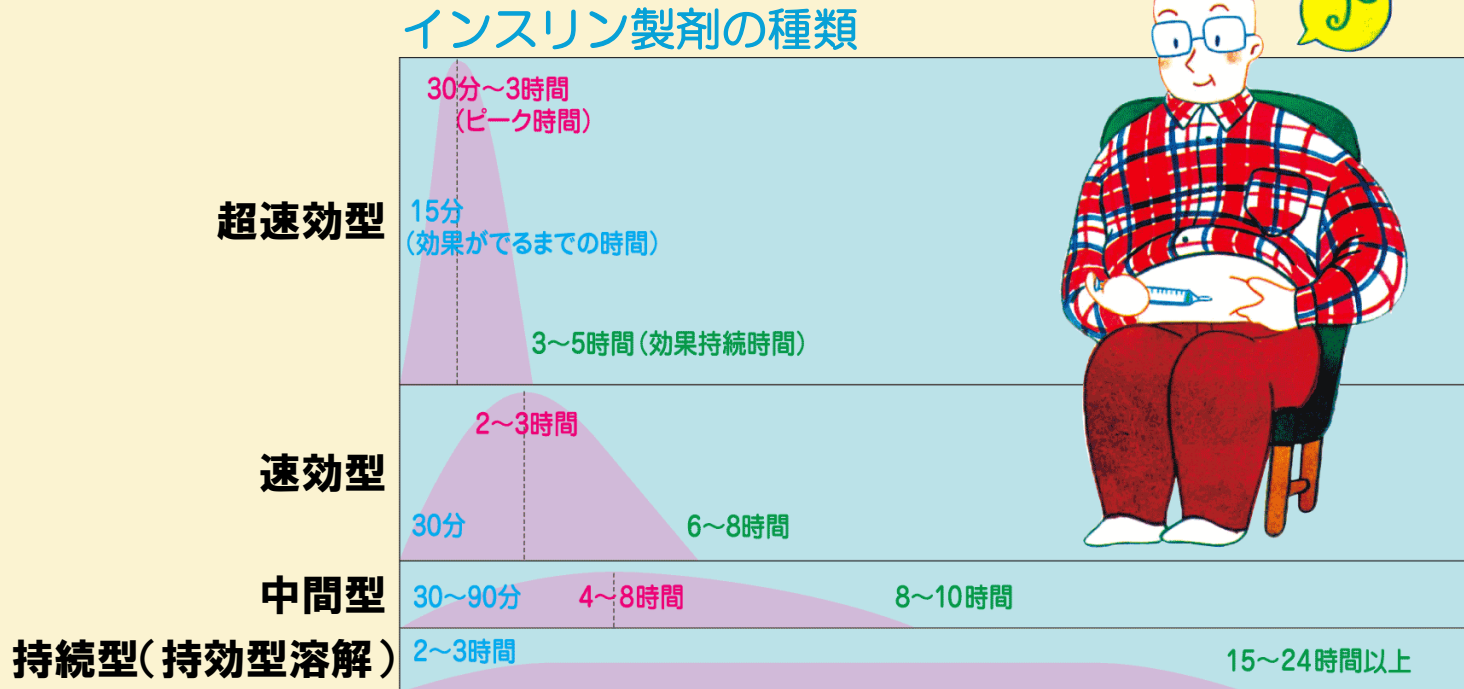 インスリン製剤の種類
超速効型
30分～3時間
（ピーク時間）
15分
（効果がでるまでの時間）
3～5時間（効果持続時間）
速効型
2～3時間
30分
6～8時間
中間型
30～90分
4～8時間
8～10時間
持続型（持効型溶解）
2～3時間
15～24時間以上